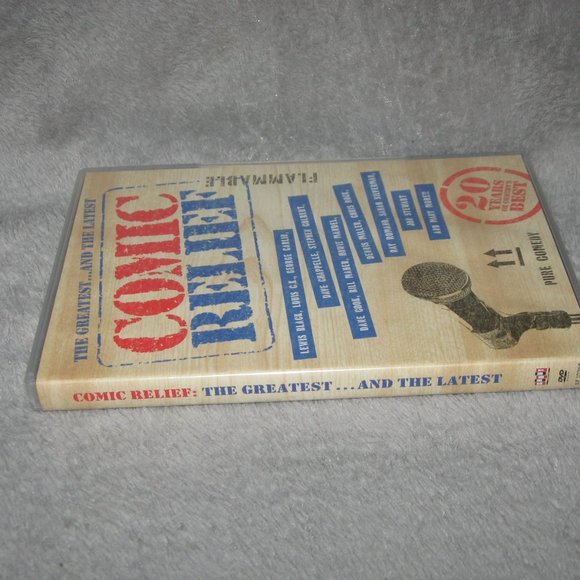 THE GREATEST...AND THE LATEST
COMIC
RELIEF
FLAMMABLE
LEWIS BLACK, LOUIS C.K., GEORGE CARLIN,
DAVE CHAPPELLE, STEPHEN COLBERT,
DANE COOK, BILL MAHER, HOWIE MANDEL,
DENNIS MILLER, CHRIS ROCK,
RAY ROMANO, SARAH SILVERMAN,
JON STEWART
AND MANY MORE!!!
20
YEARS
OF COMEDY'S
BEST
PURE COMEDY
COMIC RELIEF: THE GREATEST ... AND THE LATEST
DVD